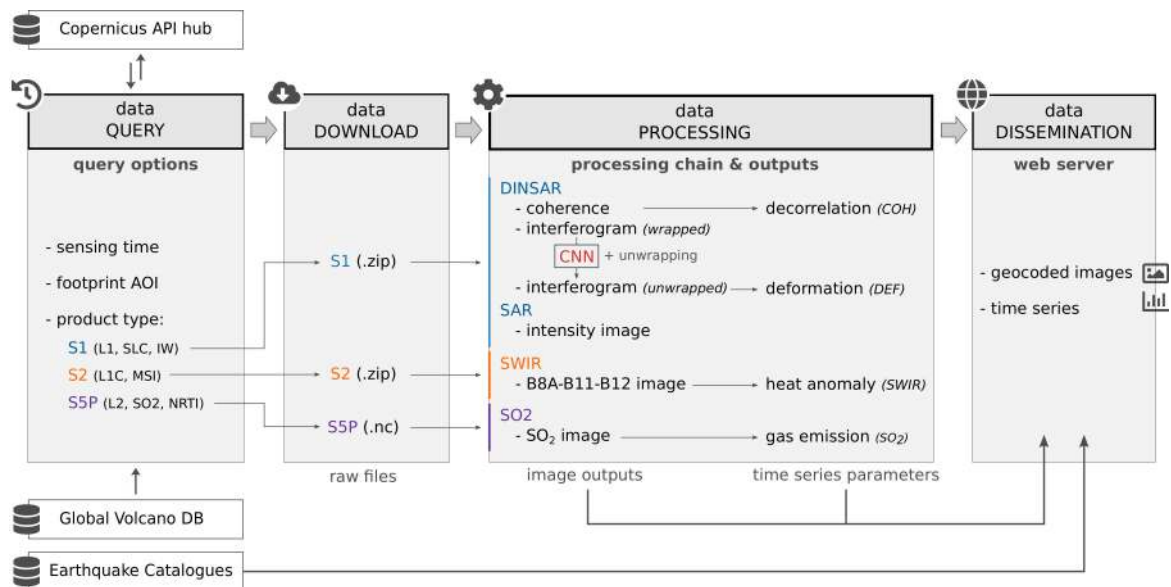 Copernicus API hub
data
QUERY
query options
- sensing time
- footprint AOI
- product type:
S1 (L1, SLC, IW)
S2 (L1C, MSI)
S5P (L2, SO2, NRTI)
Global Volcano DB
Earthquake Catalogues
data
DOWNLOAD
S1 (.zip)
S2 (.zip)
S5P (.nc)
raw files
data
PROCESSING
processing chain & outputs
DINSAR
- coherence decorrelation (COH)
- interferogram (wrapped)
CNN + unwrapping
- interferogram (unwrapped) deformation (DEF)
SAR
- intensity image
SWIR
- B8A-B11-B12 image heat anomaly (SWIR)
SO2
- SO₂ image gas emission (SO₂)
image outputs time series parameters
data
DISSEMINATION
web server
- geocoded images
- time series